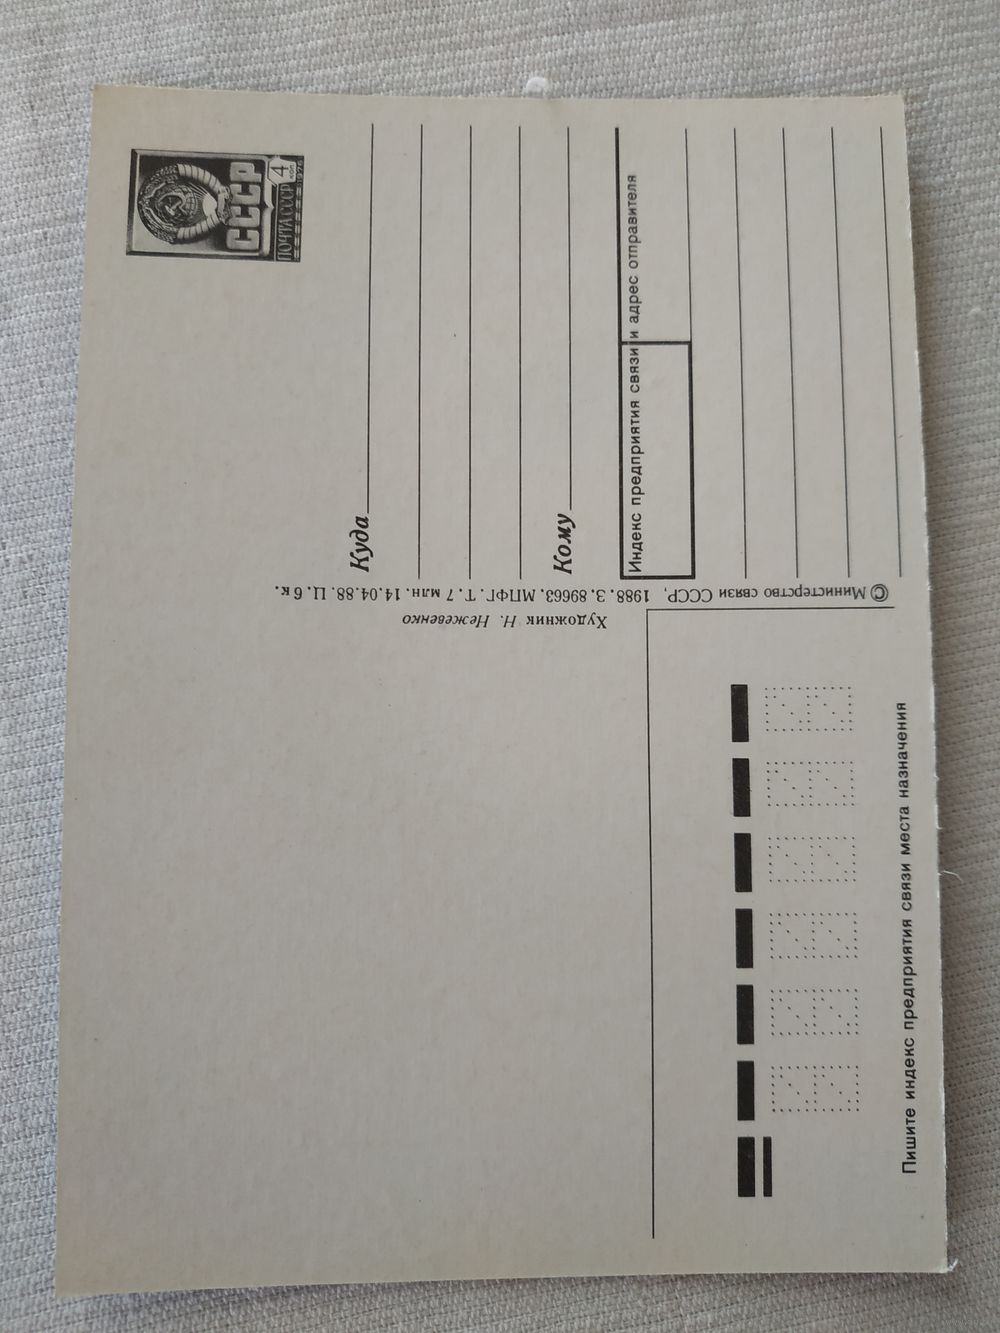 СССР
ПОЧТА СССР
4
КОП
1976
Куда
Кому
Индекс предприятия связи и адрес отправителя
© Министерство связи СССР, 1988. З. 89663. МПФГ. Т. 7 млн. 14.04.88. Ц. 6 к.
Художник Н. Нежевенко
Пишите индекс предприятия связи места назначения